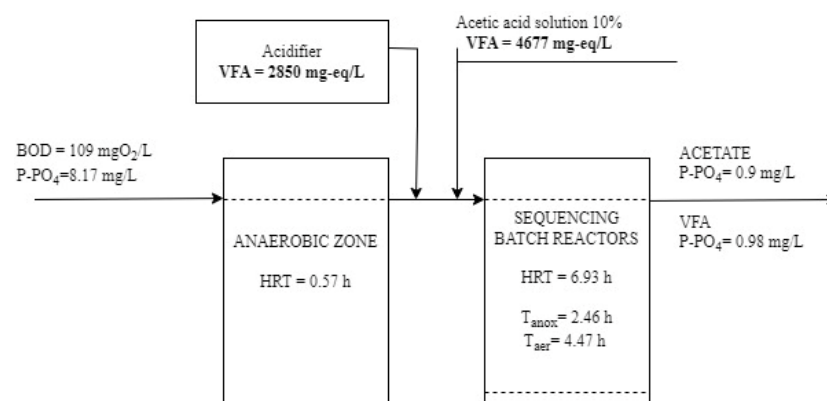 Acetic acid solution 10%
VFA = 4677 mg-eq/L
Acidifier
VFA = 2850 mg-eq/L
BOD = 109 mgO₂/L
P-PO₄=8.17 mg/L
ANAEROBIC ZONE
HRT = 0.57 h
SEQUENCING
BATCH REACTORS
HRT = 6.93 h
Tₐₙₒₓ= 2.46 h
Tₐₑᵣ= 4.47 h
ACETATE
P-PO₄= 0.9 mg/L
VFA
P-PO₄= 0.98 mg/L